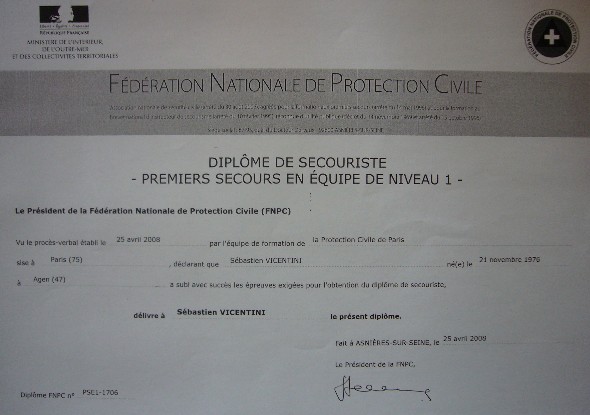 RÉPUBLIQUE FRANÇAISE
MINISTÈRE DE L'INTÉRIEUR,
DE L'OUTRE-MER
ET DES COLLECTIVITÉS TERRITORIALES
FÉDÉRATION NATIONALE DE PROTECTION CIVILE
FÉDÉRATION NATIONALE DE PROTECTION CIVILE
DIPLÔME DE SECOURISTE
- PREMIERS SECOURS EN ÉQUIPE DE NIVEAU 1 -
Le Président de la Fédération Nationale de Protection Civile (FNPC)
Vu le procès-verbal établi le 25 avril 2008 par l'équipe de formation de la Protection Civile de Paris
sise à Paris (75) , déclarant que Sébastien VICENTINI né(e) le 21 novembre 1976
à Agen (47) a subi avec succès les épreuves exigées pour l'obtention du diplôme de secouriste,
délivre à Sébastien VICENTINI le présent diplôme.
Fait à ASNIÈRES-SUR-SEINE, le 25 avril 2008
Le Président de la FNPC,
Diplôme FNPC n° PSE1-1706